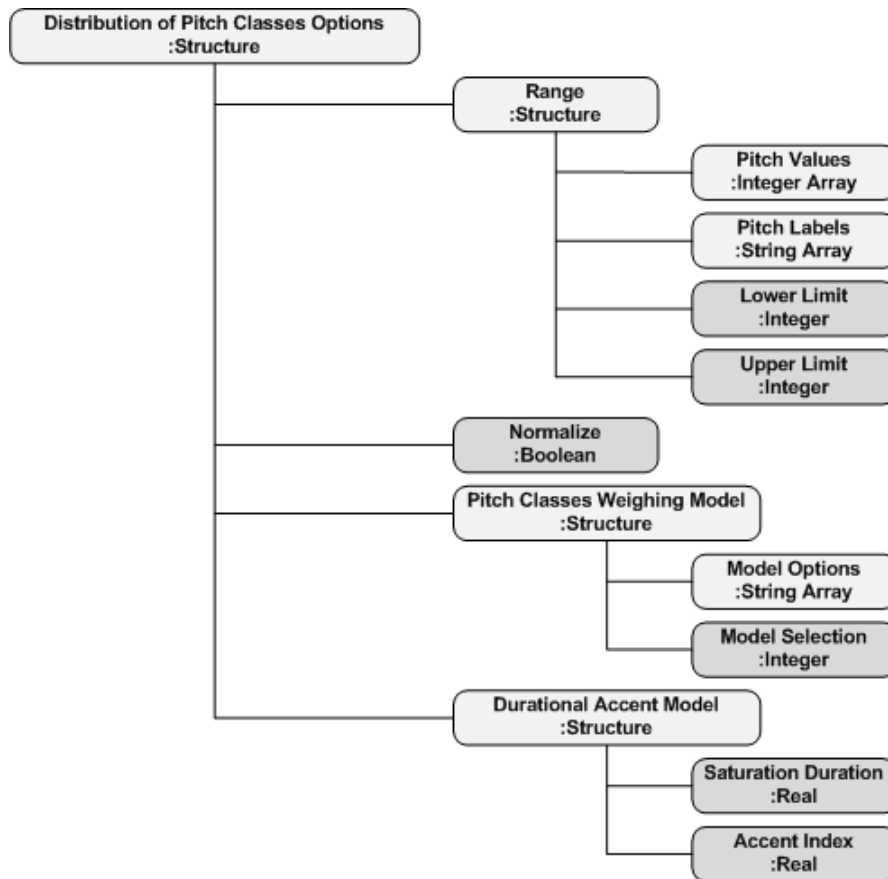 Distribution of Pitch Classes Options
:Structure
Range
:Structure
Pitch Values
:Integer Array
Pitch Labels
:String Array
Lower Limit
:Integer
Upper Limit
:Integer
Normalize
:Boolean
Pitch Classes Weighing Model
:Structure
Model Options
:String Array
Model Selection
:Integer
Durational Accent Model
:Structure
Saturation Duration
:Real
Accent Index
:Real